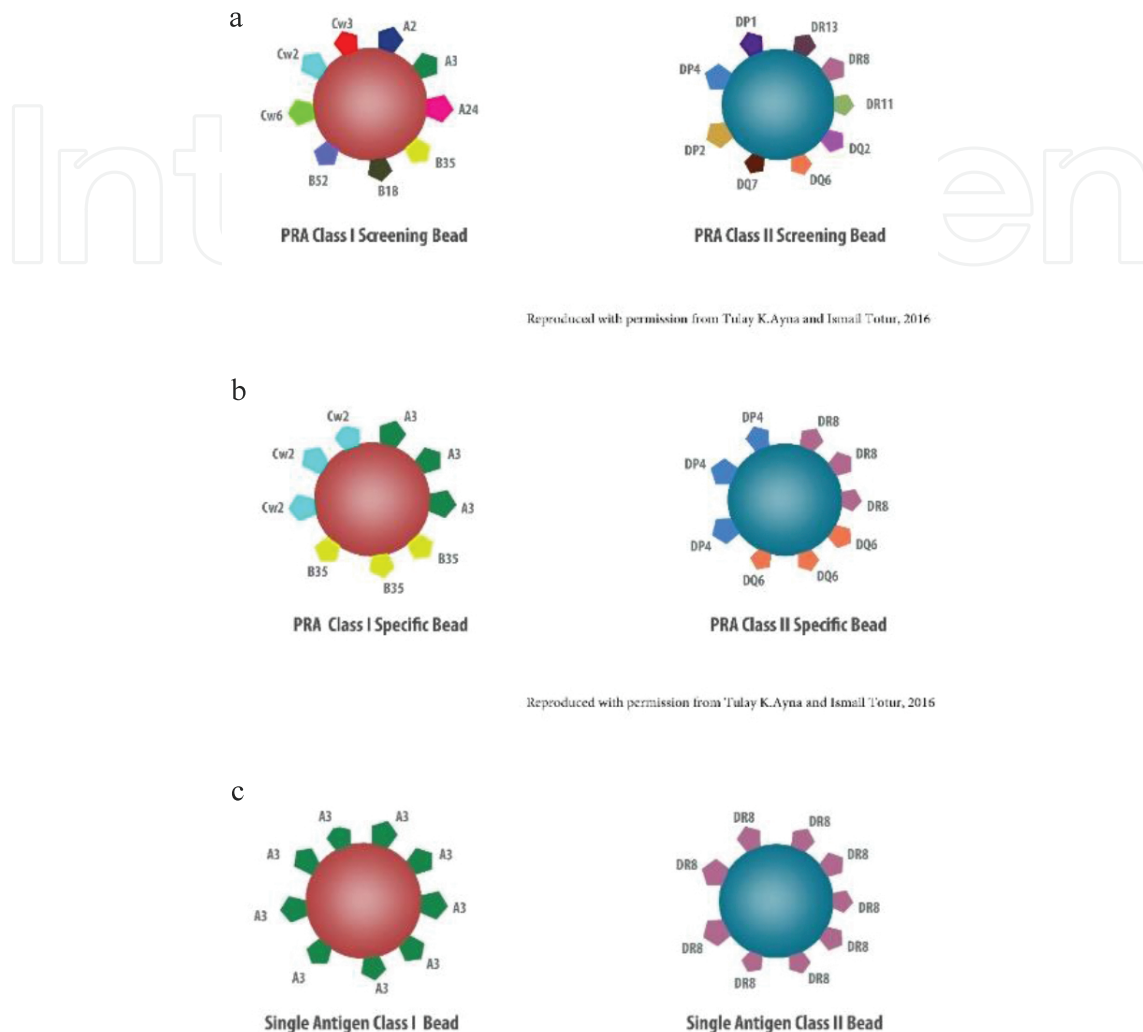 Int
en
a
Cw3
A2
Cw2
A3
Cw6
A24
B52
B35
B18
PRA Class I Screening Bead
DP1
DR13
DP4
DR8
DR11
DP2
DQ2
DQ7
DQ6
PRA Class II Screening Bead
Reproduced with permission from Tulay K.Ayna and Ismail Totur, 2016
b
Cw2
A3
Cw2
A3
Cw2
A3
B35
B35
B35
PRA Class I Specific Bead
DP4
DR8
DP4
DR8
DR8
DP4
DQ6
DQ6
DQ6
PRA Class II Specific Bead
Reproduced with permission from Tulay K.Ayna and Ismail Totur, 2016
c
A3
A3
A3
A3
A3
A3
A3
A3
A3
Single Antigen Class I Bead
DR8
DR8
DR8
DR8
DR8
DR8
DR8
DR8
DR8
Single Antigen Class II Bead